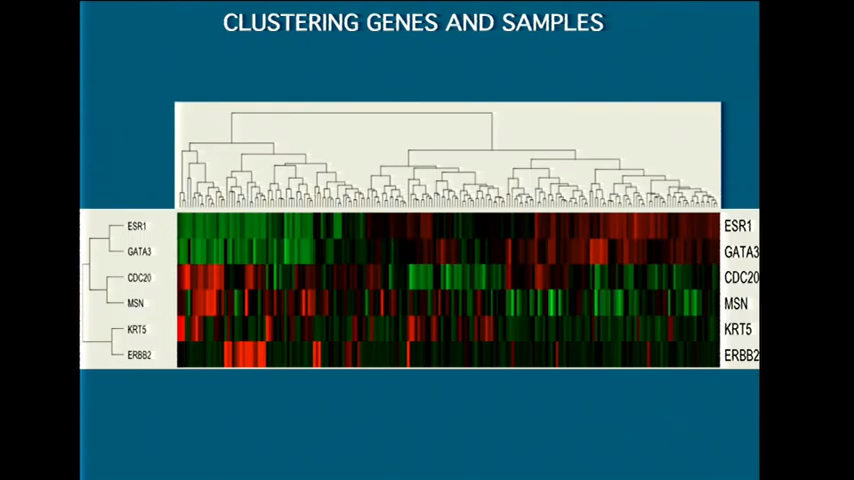 CLUSTERING GENES AND SAMPLES
ESR1 ESR1
GATA3 GATA3
CDC20 CDC20
MSN MSN
KRT5 KRT5
ERBB2 ERBB2